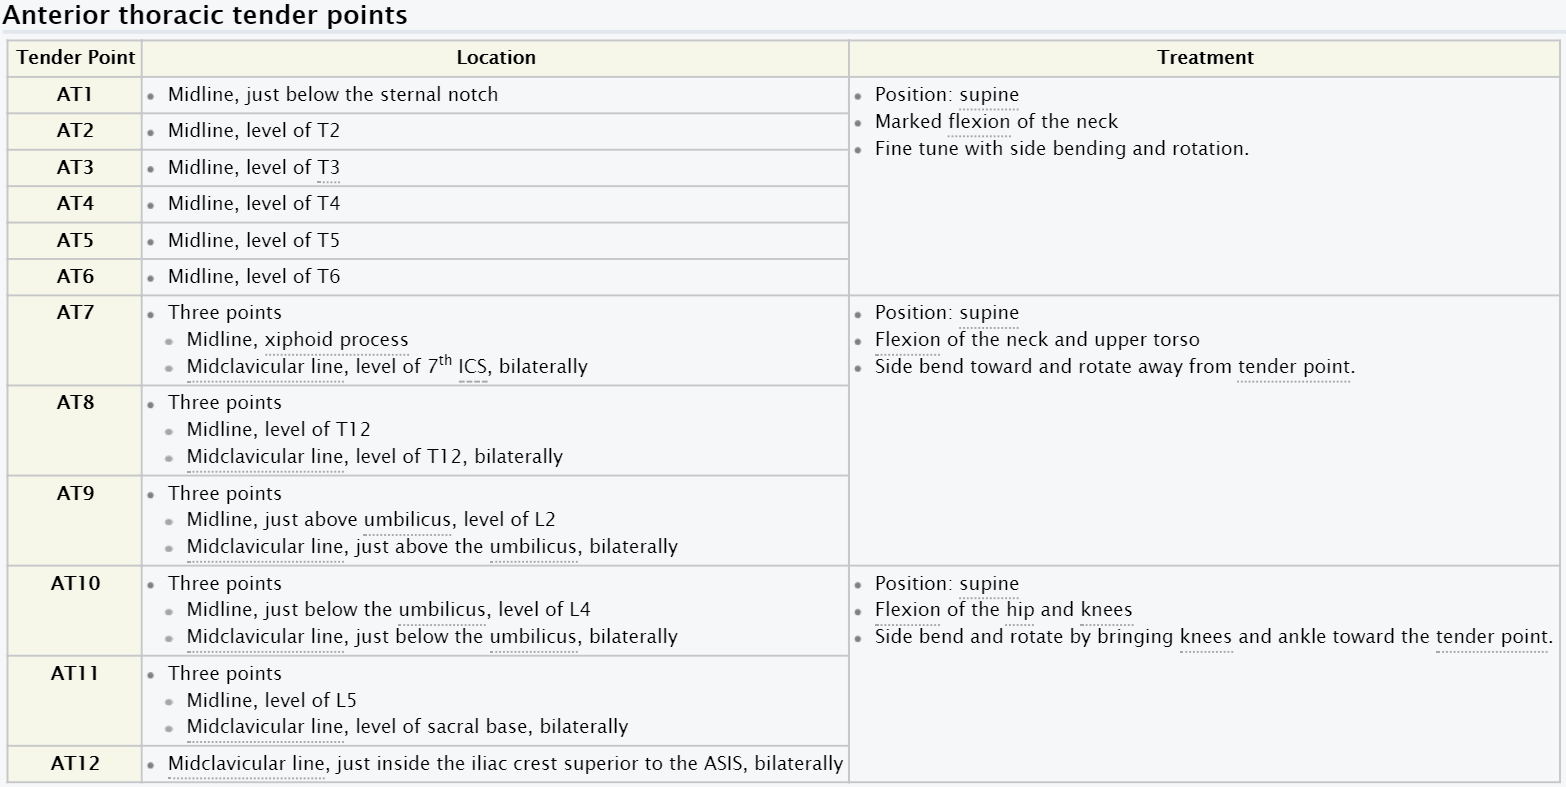 Anterior thoracic tender points
Tender Point
Location
Treatment
AT1
Midline, just below the sternal notch
Position: supine
Marked flexion of the neck
Fine tune with side bending and rotation.
AT2
Midline, level of T2
AT3
Midline, level of T3
AT4
Midline, level of T4
AT5
Midline, level of T5
AT6
Midline, level of T6
AT7
Three points
Midline, xiphoid process
Midclavicular line, level of 7th ICS, bilaterally
Position: supine
Flexion of the neck and upper torso
Side bend toward and rotate away from tender point.
AT8
Three points
Midline, level of T12
Midclavicular line, level of T12, bilaterally
AT9
Three points
Midline, just above umbilicus, level of L2
Midclavicular line, just above the umbilicus, bilaterally
AT10
Three points
Midline, just below the umbilicus, level of L4
Midclavicular line, just below the umbilicus, bilaterally
Position: supine
Flexion of the hip and knees
Side bend and rotate by bringing knees and ankle toward the tender point.
AT11
Three points
Midline, level of L5
Midclavicular line, level of sacral base, bilaterally
AT12
Midclavicular line, just inside the iliac crest superior to the ASIS, bilaterally